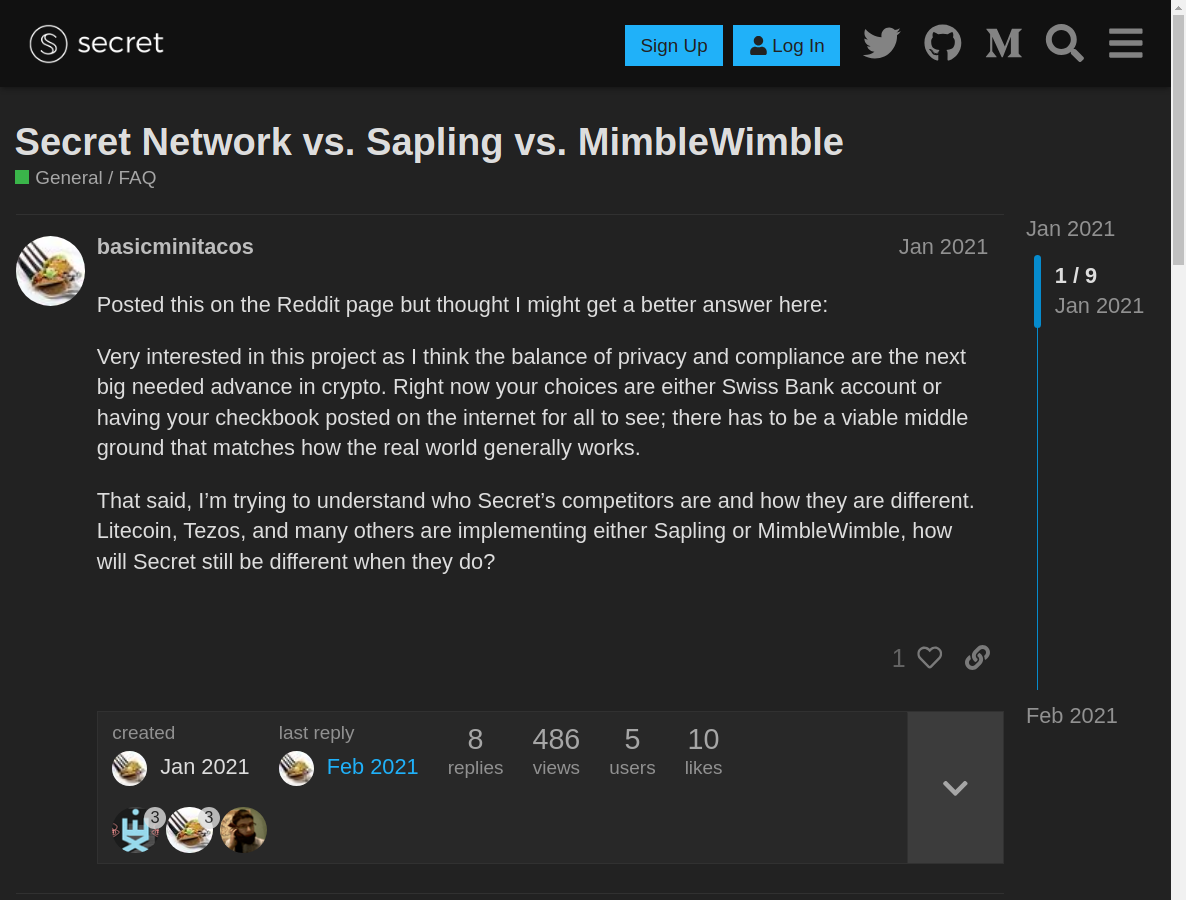 secret
Sign Up
Log In
Secret Network vs. Sapling vs. MimbleWimble
General / FAQ
basicminitacos
Jan 2021
Posted this on the Reddit page but thought I might get a better answer here:
Very interested in this project as I think the balance of privacy and compliance are the next
big needed advance in crypto. Right now your choices are either Swiss Bank account or
having your checkbook posted on the internet for all to see; there has to be a viable middle
ground that matches how the real world generally works.
That said, I’m trying to understand who Secret’s competitors are and how they are different.
Litecoin, Tezos, and many others are implementing either Sapling or MimbleWimble, how
will Secret still be different when they do?
1
Jan 2021
1 / 9
Jan 2021
Feb 2021
created
Jan 2021
last reply
Feb 2021
8
replies
486
views
5
users
10
likes
3
3